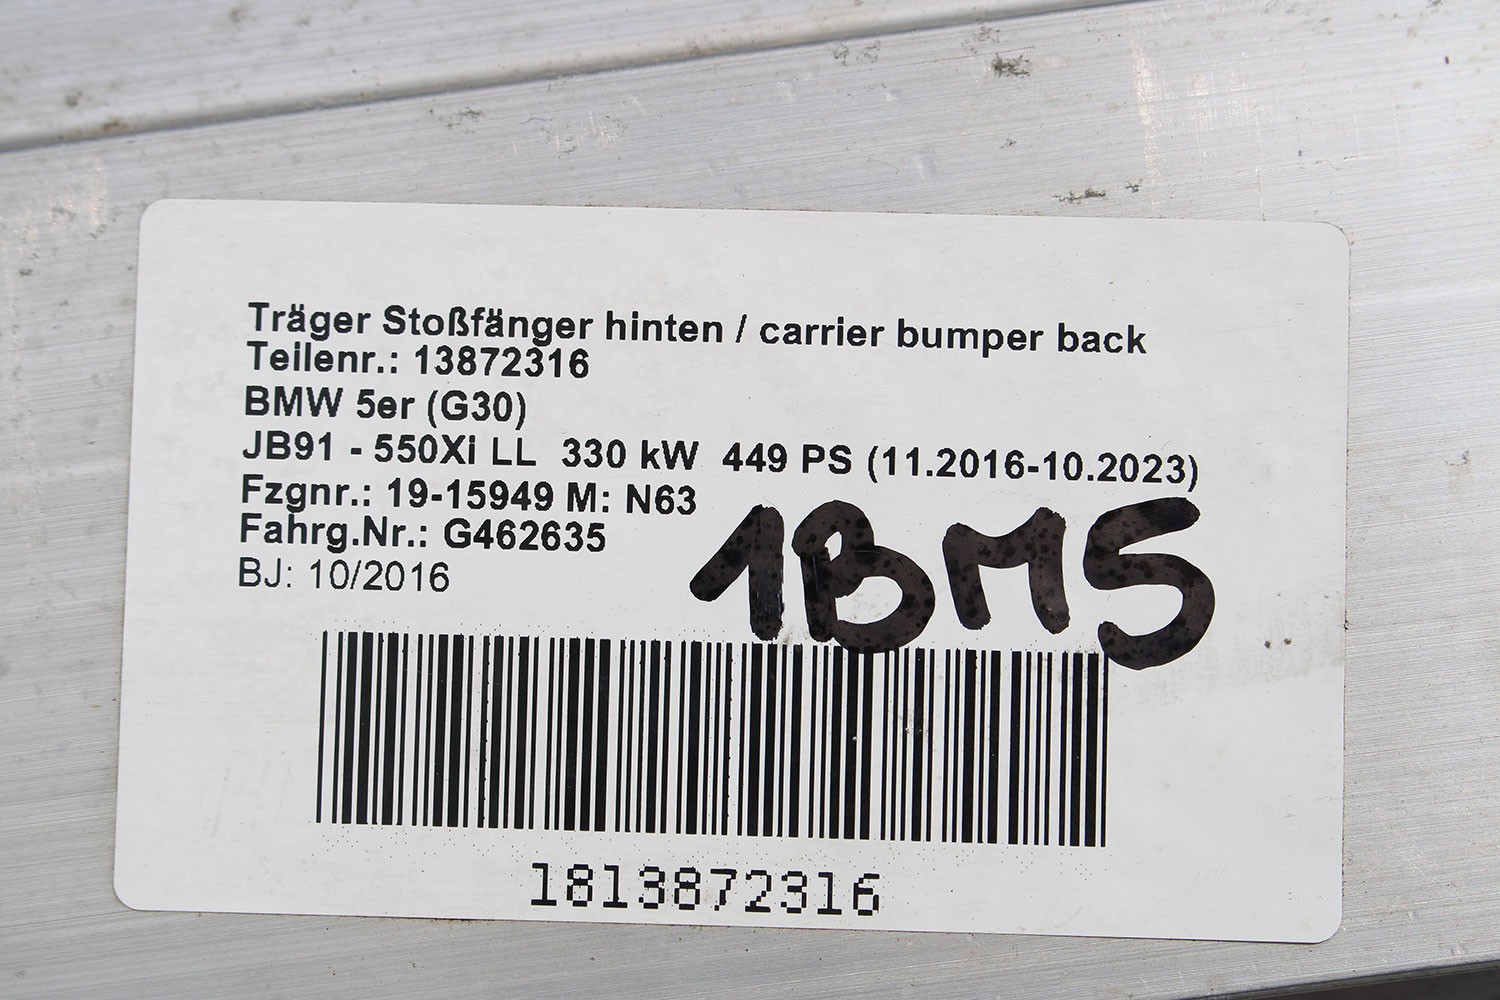 Träger Stoßfänger hinten / carrier bumper back
Teilenr.: 13872316
BMW 5er (G30)
JB91 - 550Xi LL 330 kW 449 PS (11.2016-10.2023)
Fzgnr.: 19-15949 M: N63
Fahrg.Nr.: G462635
BJ: 10/2016
1BM5
1813872316